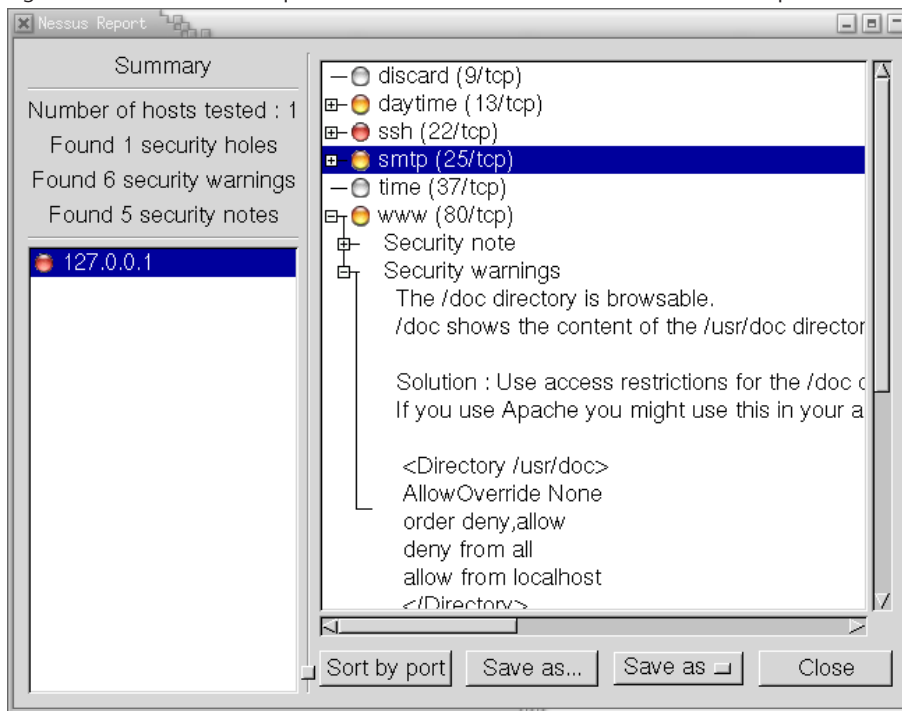 Nessus Report
Summary
Number of hosts tested : 1
Found 1 security holes
Found 6 security warnings
Found 5 security notes
127.0.0.1
discard (9/tcp)
daytime (13/tcp)
ssh (22/tcp)
smtp (25/tcp)
time (37/tcp)
www (80/tcp)
Security note
Security warnings
The /doc directory is browsable.
/doc shows the content of the /usr/doc director
Solution : Use access restrictions for the /doc
If you use Apache you might use this in your a
<Directory /usr/doc>
AllowOverride None
order deny,allow
deny from all
allow from localhost
</Directory>
Sort by port
Save as...
Save as
Close